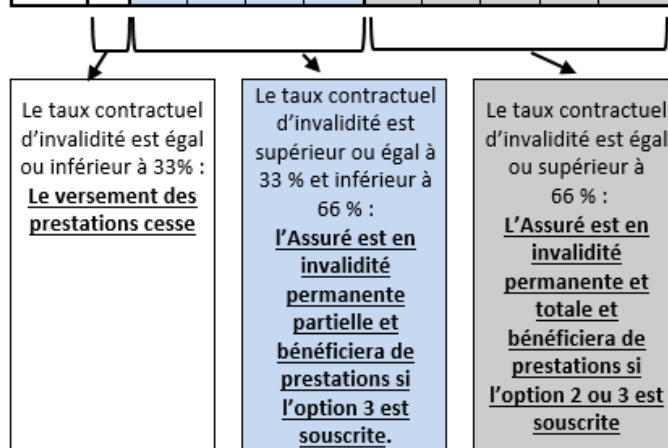 Le taux contractuel
d'invalidité est égal
ou inférieur à 33% :
Le versement des
prestations cesse
Le taux contractuel
d'invalidité est
supérieur ou égal à
33 % et inférieur à
66 % :
l'Assuré est en
invalidité
permanente
partielle et
bénéficiera de
prestations si
l'option 3 est
souscrite.
Le taux contractuel
d'invalidité est égal
ou supérieur à
66 % :
L'Assuré est en
invalidité
permanente et
totale et
bénéficiera de
prestations si
l'option 2 ou 3 est
souscrite